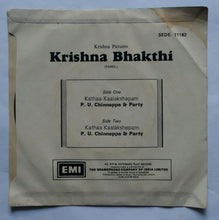 SEDE. 11182
Krishna Pictures
Krishna Bhakthi
(TAMIL)
Side One
Kathaa Kaalakshepam
P. U. Chinnappa & Party
Side Two
Kathaa Kaalakshepam
P. U. Chinnappa & Party
EMI
THE GRAMOPHONE COMPANY OF INDIA LIMITED